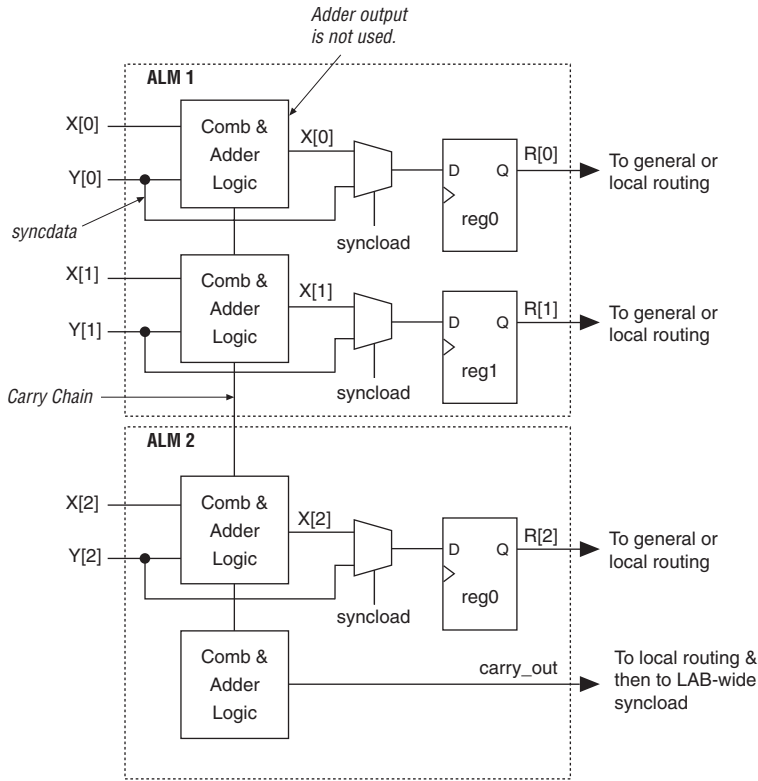 Adder output
is not used.
ALM 1
X[0]
Comb &
Adder
Logic
X[0]
D
Q
R[0]
To general or
local routing
Y[0]
reg0
syncdata
syncload
X[1]
Comb &
Adder
Logic
X[1]
D
Q
R[1]
To general or
local routing
Y[1]
reg1
syncload
Carry Chain
ALM 2
X[2]
Comb &
Adder
Logic
X[2]
D
Q
R[2]
To general or
local routing
Y[2]
reg0
syncload
Comb &
Adder
Logic
carry_out
To local routing &
then to LAB-wide
syncload